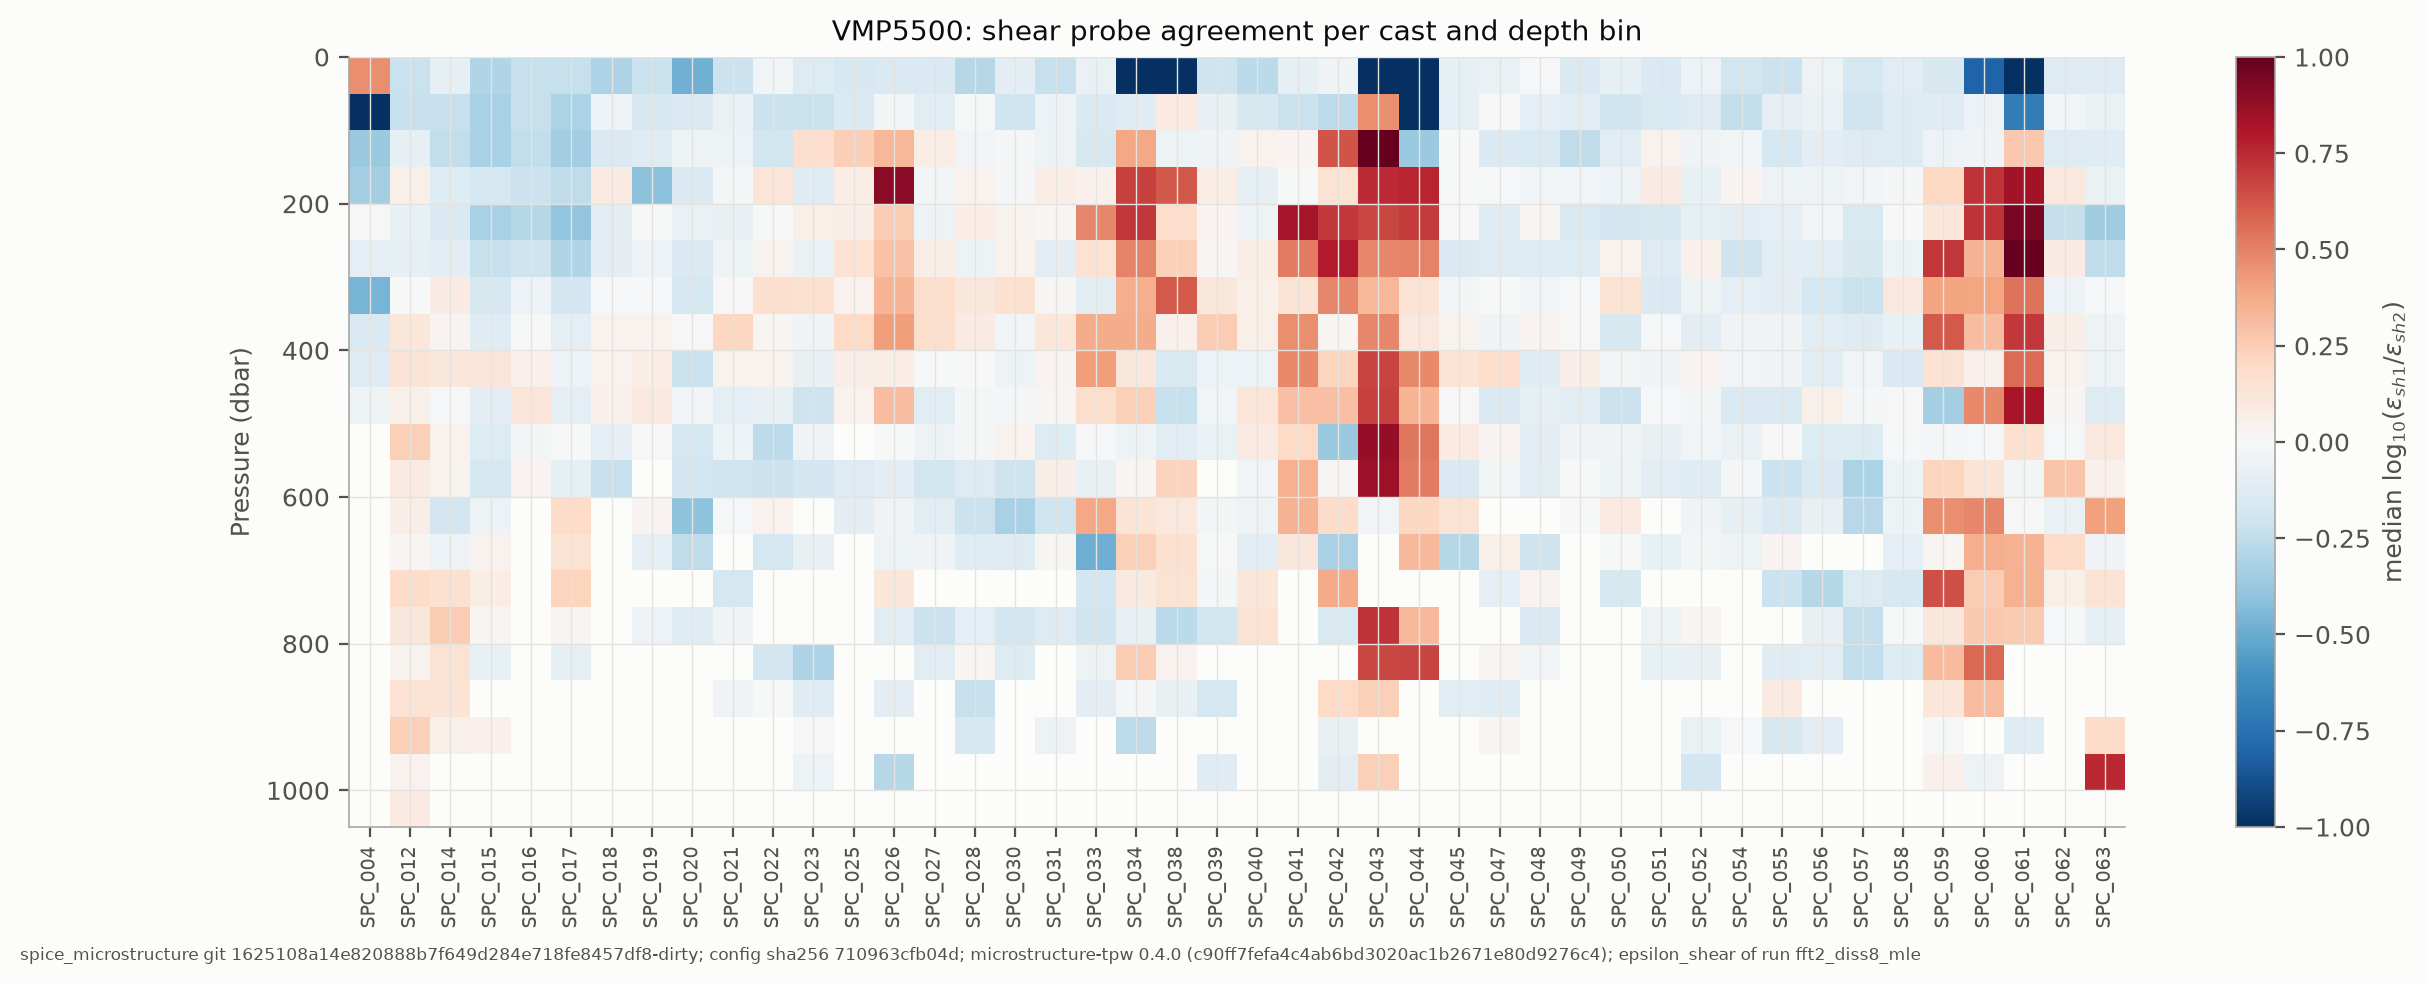 VMP5500: shear probe agreement per cast and depth bin
0
200
400
600
800
1000
Pressure (dbar)
SPC_004
SPC_012
SPC_014
SPC_015
SPC_016
SPC_017
SPC_018
SPC_019
SPC_020
SPC_021
SPC_022
SPC_023
SPC_025
SPC_026
SPC_027
SPC_028
SPC_030
SPC_031
SPC_033
SPC_034
SPC_038
SPC_039
SPC_040
SPC_041
SPC_042
SPC_043
SPC_044
SPC_045
SPC_047
SPC_048
SPC_049
SPC_050
SPC_051
SPC_052
SPC_054
SPC_055
SPC_056
SPC_057
SPC_058
SPC_059
SPC_060
SPC_061
SPC_062
SPC_063
1.00
0.75
0.50
0.25
0.00
−0.25
−0.50
−0.75
−1.00
median log₁₀(ε_sh1/ε_sh2)
spice_microstructure git 1625108a14e820888b7f649d284e718fe8457df8-dirty; config sha256 710963cfb04d; microstructure-tpw 0.4.0 (c90ff7fefa4c4ab6bd3020ac1b2671e80d9276c4); epsilon_shear of run fft2_diss8_mle